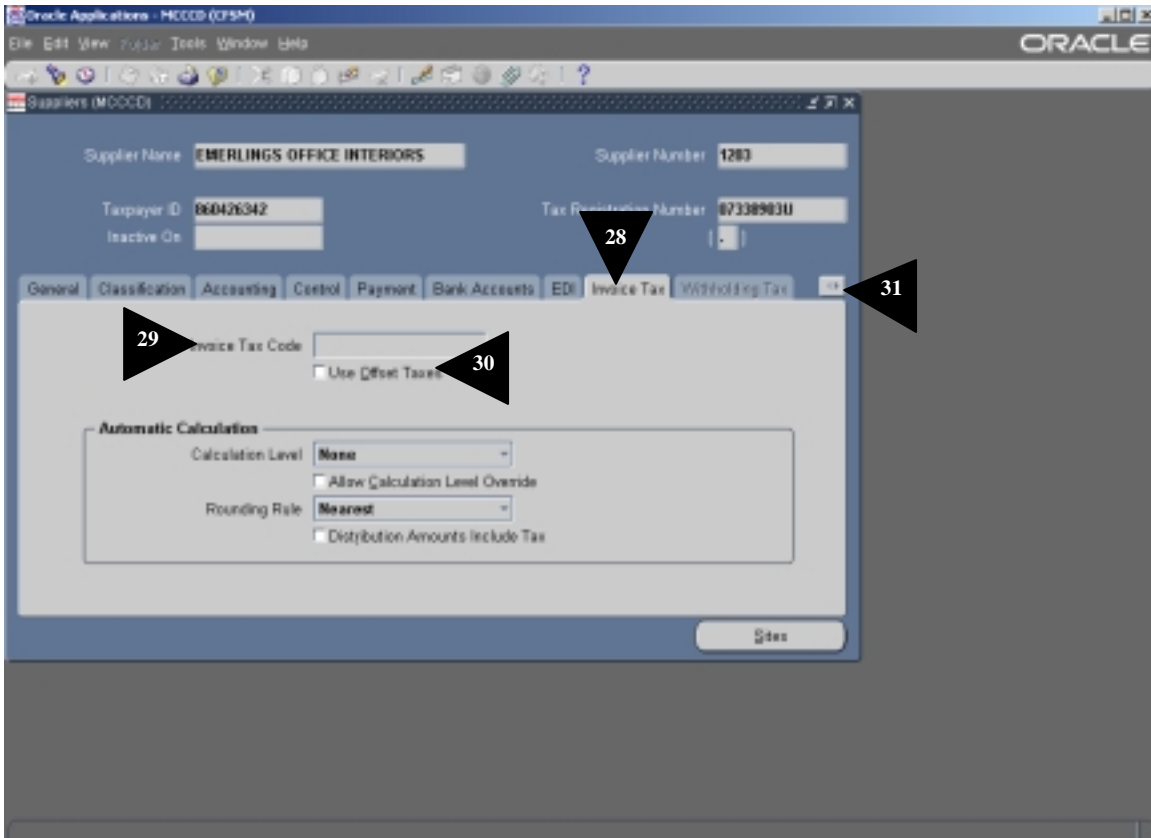 Oracle Applications - MCCCD (CFSM)
File Edit View Folder Tools Window Help
ORACLE
Suppliers (MCCCD)
Supplier Name EMERLINGS OFFICE INTERIORS Supplier Number 1203
Taxpayer ID 860426342 Tax Registration Number 07338903U
Inactive On [ . ]
28
General Classification Accounting Control Payment Bank Accounts EDI Invoice Tax Withholding Tax
31
29 Invoice Tax Code
Use Offset Taxes 30
Automatic Calculation
Calculation Level None
Allow Calculation Level Override
Rounding Rule Nearest
Distribution Amounts Include Tax
Sites